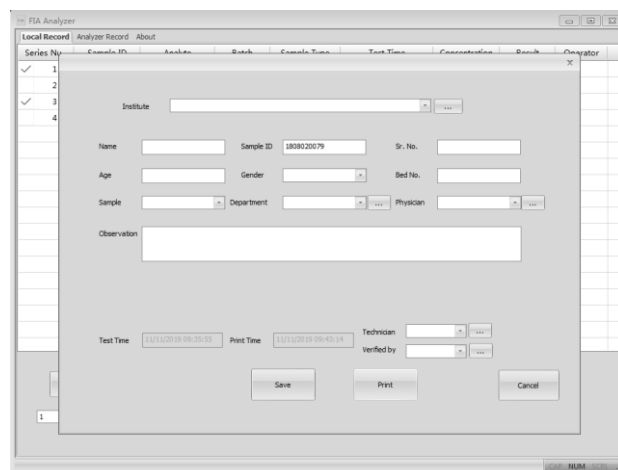 FIA Analyzer
Local Record Analyzer Record About
Series Nu Sample ID Analyte Batch Sample Type Test Time Concentration Result Operator
1
2
3
4
Institute ...
Name Sample ID 1808020079 Sr. No.
Age Gender Bed No.
Sample Department ... Physician ...
Observation
Technician ...
Test Time 11/11/2019 09:35:55 Print Time 11/11/2019 09:43:14
Verified by ...
Save Print Cancel
1
CAP NUM SCRL